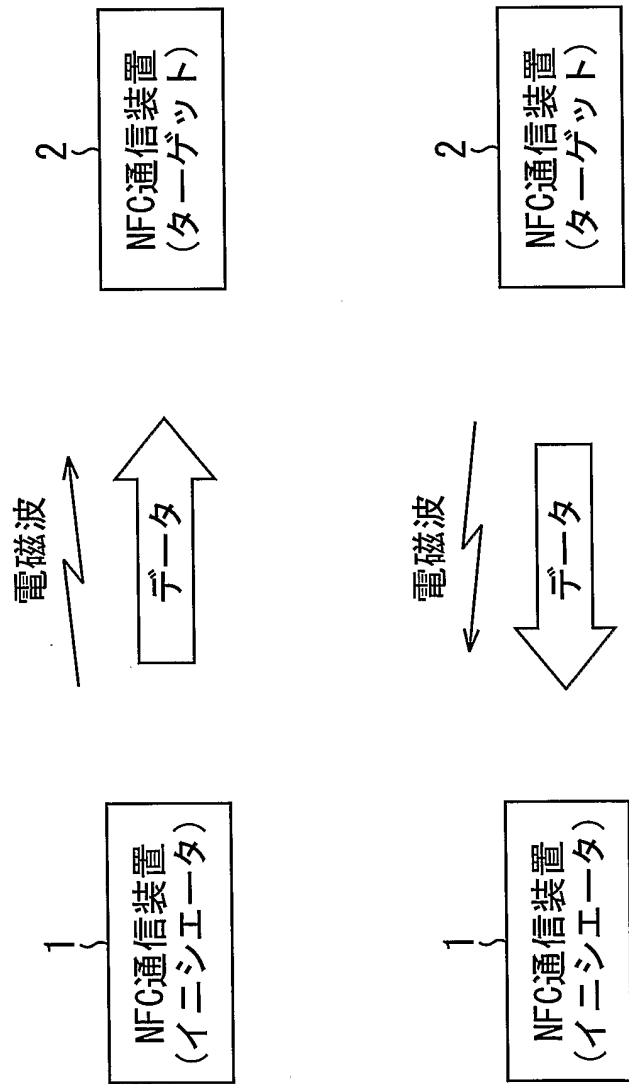 電磁波
1
2
NFC通信装置
(イニシエータ)
データ
NFC通信装置
(ターゲット)
電磁波
1
2
NFC通信装置
(イニシエータ)
データ
NFC通信装置
(ターゲット)